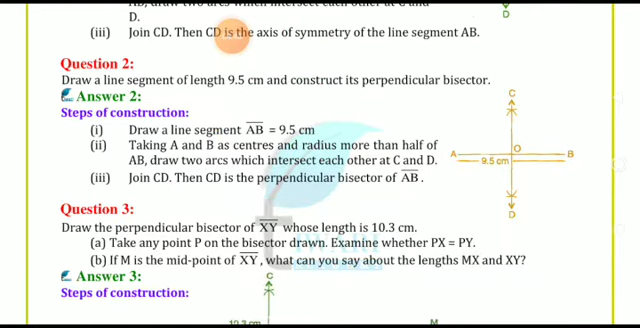 D.
D
(iii) Join CD. Then CD is the axis of symmetry of the line segment AB.
Question 2:
Draw a line segment of length 9.5 cm and construct its perpendicular bisector.
Answer 2:
Steps of construction:
(i) Draw a line segment AB = 9.5 cm
(ii) Taking A and B as centres and radius more than half of
AB, draw two arcs which intersect each other at C and D.
(iii) Join CD. Then CD is the perpendicular bisector of AB.
C
O
A
B
9.5 cm
D
Question 3:
Draw the perpendicular bisector of XY whose length is 10.3 cm.
(a) Take any point P on the bisector drawn. Examine whether PX = PY.
(b) If M is the mid-point of XY, what can you say about the lengths MX and XY?
Answer 3:
Steps of construction:
C
10.3 cm
M